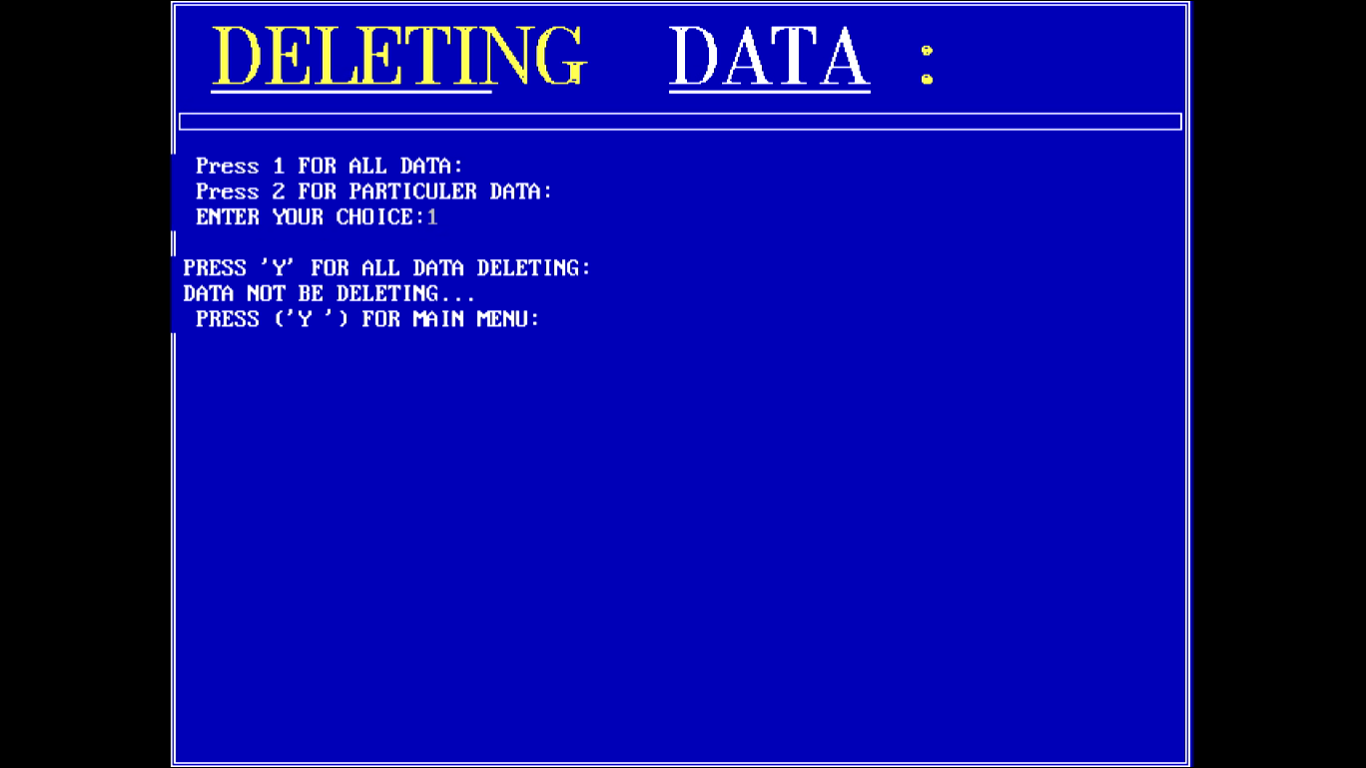 DELETING DATA :
Press 1 FOR ALL DATA:
Press 2 FOR PARTICULER DATA:
ENTER YOUR CHOICE:1
PRESS 'Y' FOR ALL DATA DELETING:
DATA NOT BE DELETING...
PRESS ('Y ') FOR MAIN MENU: